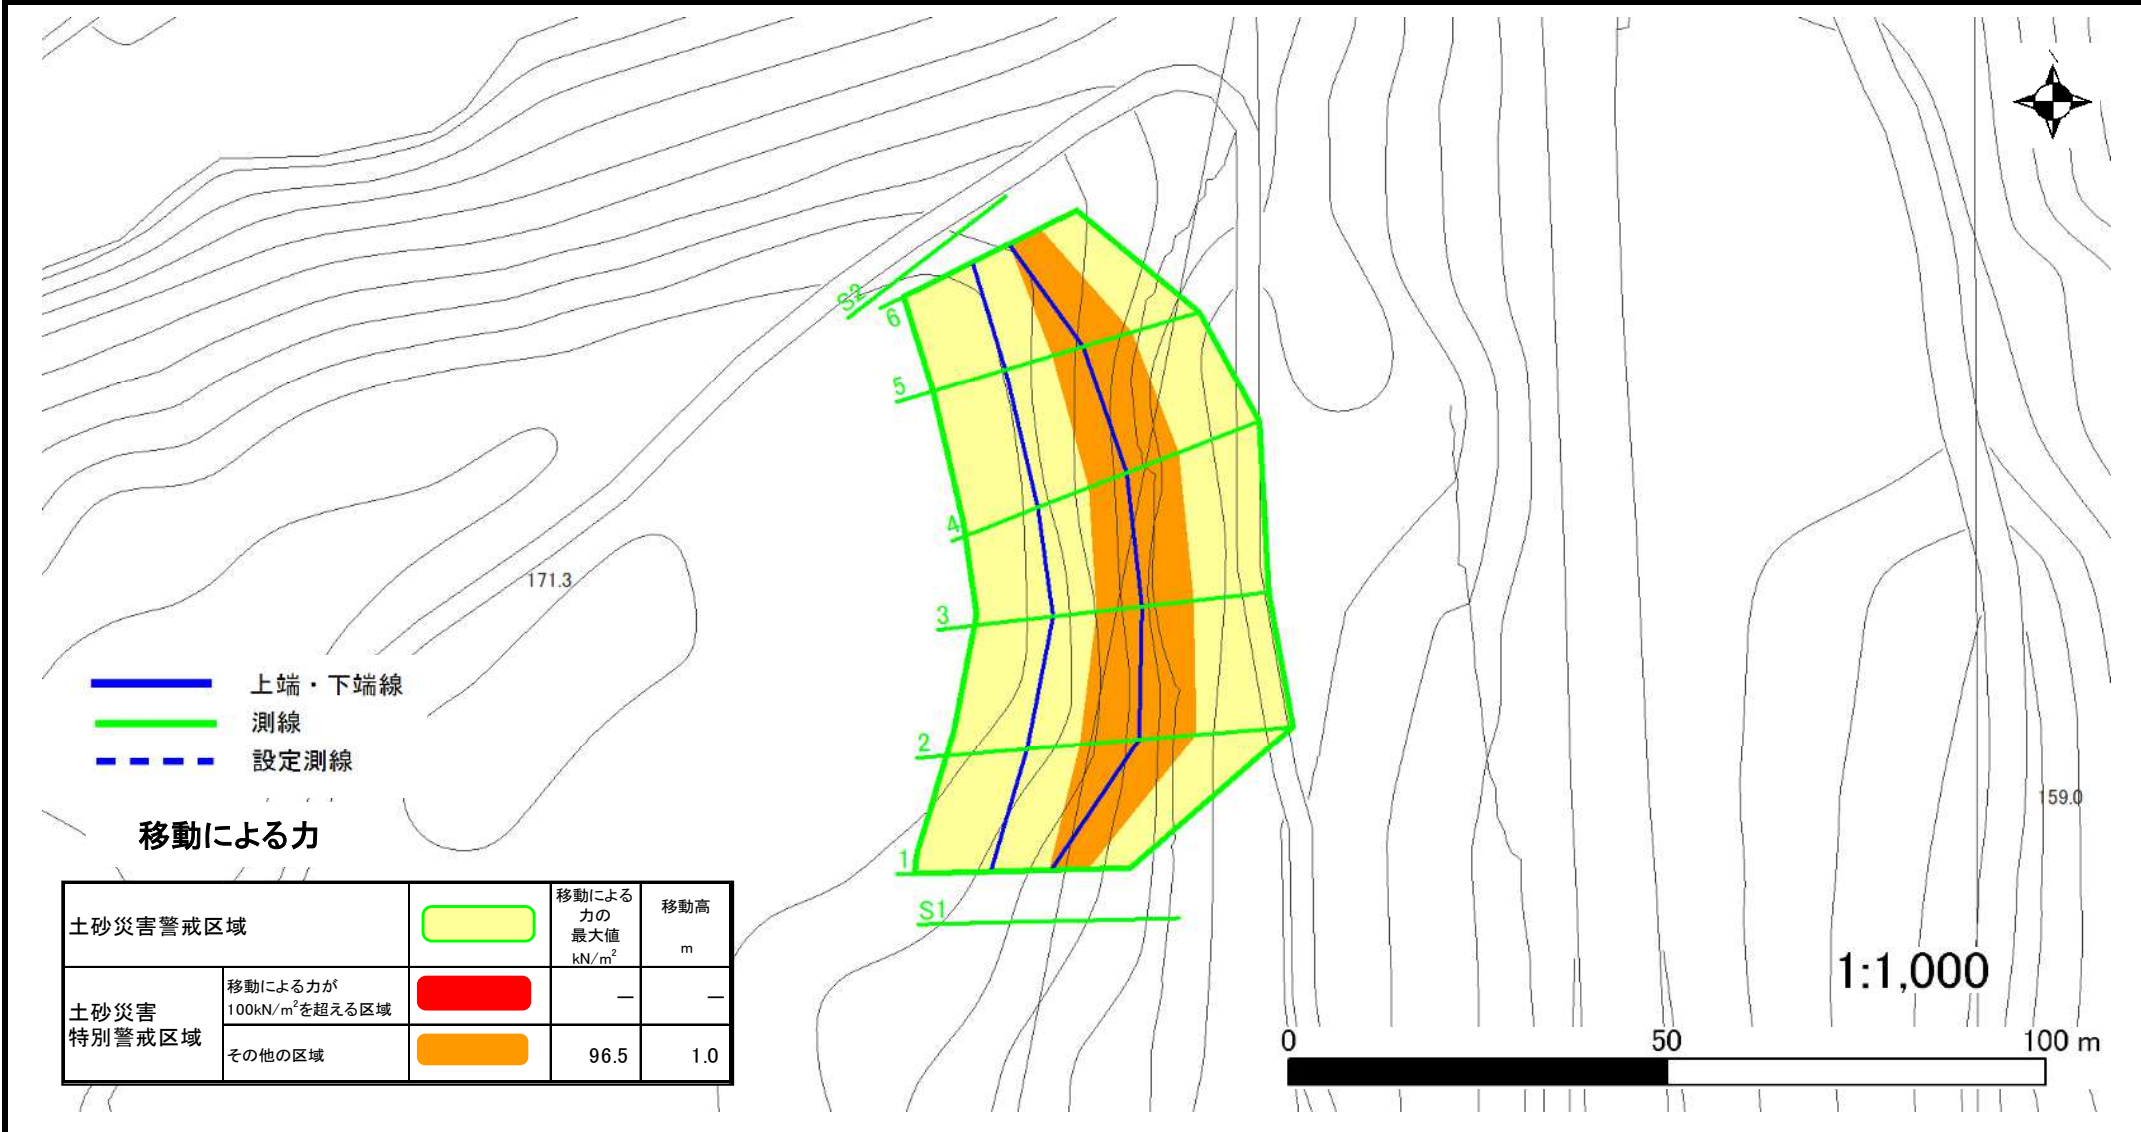 S2
6
5
4
171.3
3
上端・下端線
測線
2
設定測線
159.0
移動による力
1
S1
土砂災害警戒区域
移動による
力の
最大値
kN/m²
移動高
m
土砂災害
特別警戒区域
移動による力が
100kN/m²を超える区域
－
－
その他の区域
96.5
1.0
1:1,000
0
50
100 m